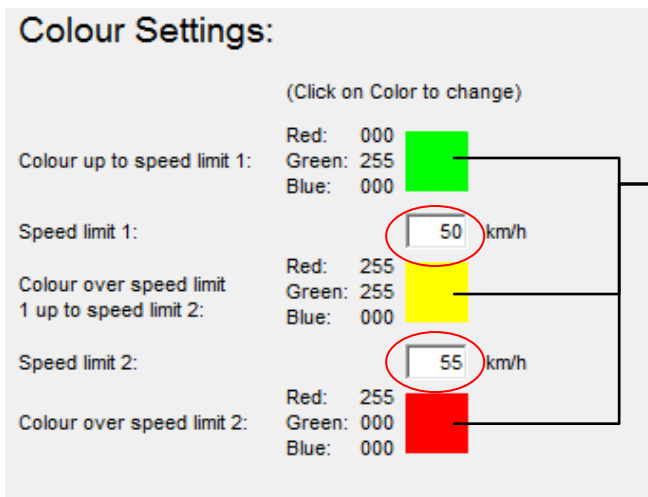 Colour Settings:
(Click on Color to change)
Colour up to speed limit 1:
Red: 000
Green: 255
Blue: 000
Speed limit 1: 50 km/h
Colour over speed limit
1 up to speed limit 2:
Red: 255
Green: 255
Blue: 000
Speed limit 2: 55 km/h
Colour over speed limit 2:
Red: 255
Green: 000
Blue: 000